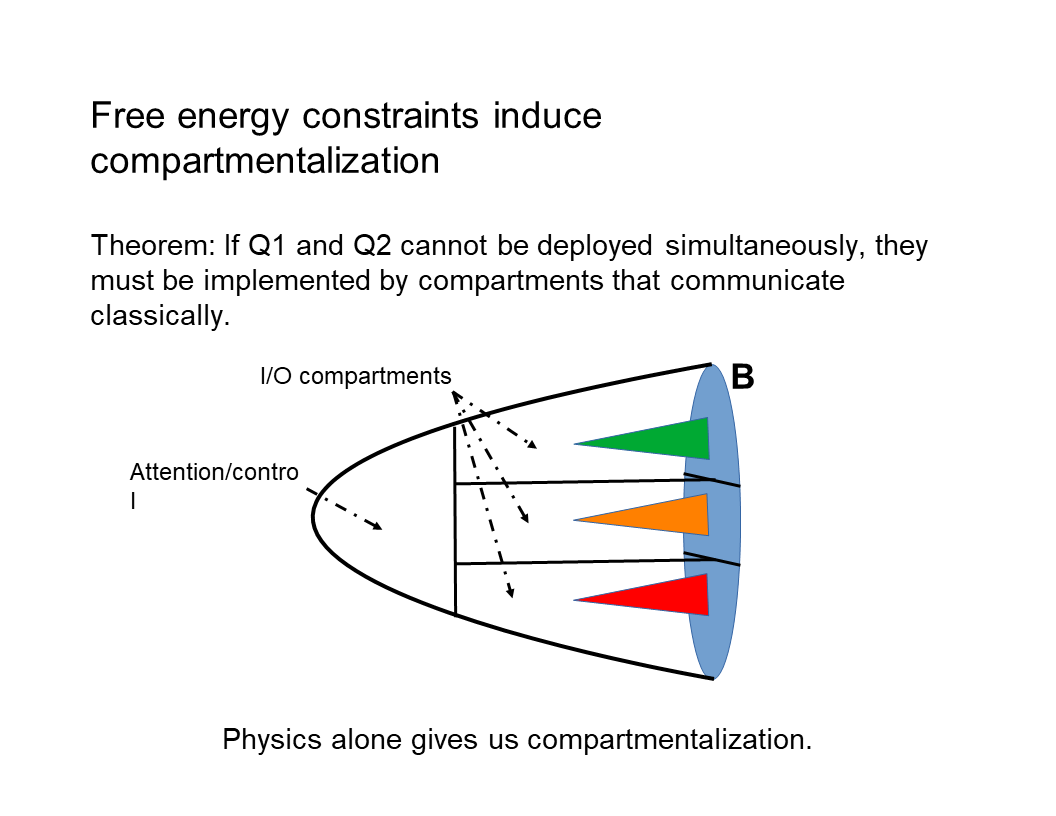 Free energy constraints induce
compartmentalization
Theorem: If Q1 and Q2 cannot be deployed simultaneously, they
must be implemented by compartments that communicate
classically.
I/O compartments
B
Attention/contro
l
Physics alone gives us compartmentalization.